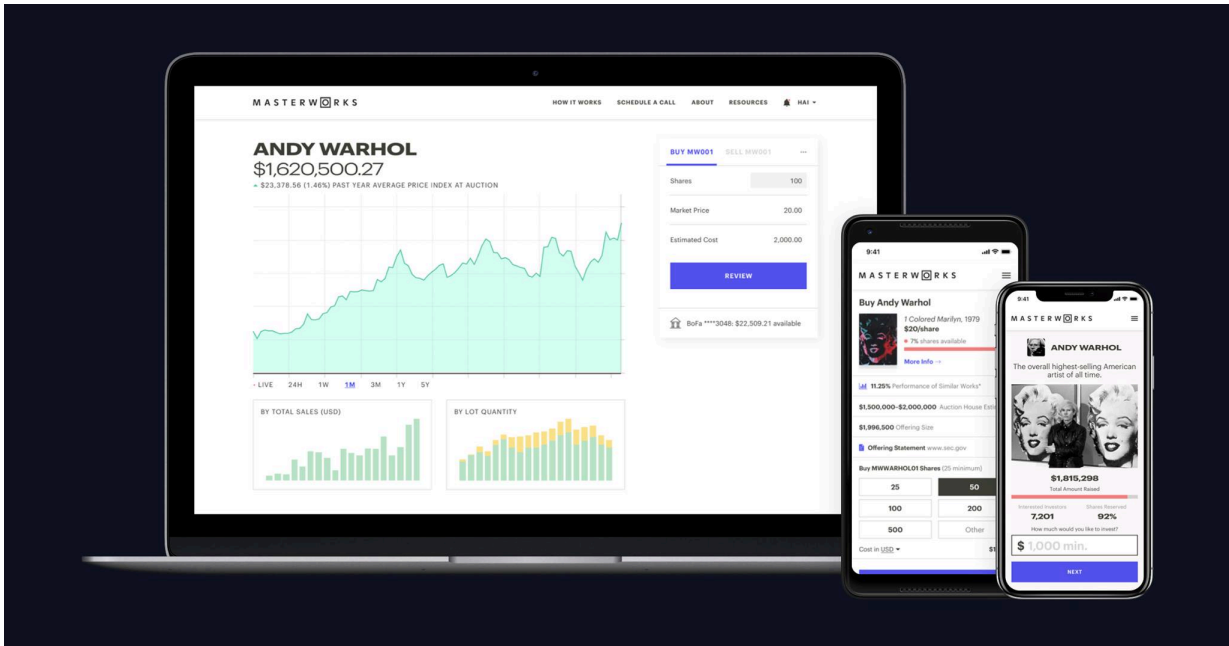 MASTERWORKS
HOW IT WORKS SCHEDULE A CALL ABOUT RESOURCES HAI
ANDY WARHOL
$1,620,500.27
$23,378.56 (1.46%) PAST YEAR AVERAGE PRICE INDEX AT AUCTION
LIVE 24H 1W 1M 3M 1Y 5Y
BY TOTAL SALES (USD)
BY LOT QUANTITY
BUY MW001 SELL MW001 ...
Shares 100
Market Price 20.00
Estimated Cost 2,000.00
REVIEW
BoFa ****3048: $22,509.21 available
9:41
MASTERWORKS
Buy Andy Warhol
1 Colored Marilyn, 1979
$20/share
7% shares available
More Info →
11.25% Performance of Similar Works*
$1,500,000-$2,000,000 Auction House
$1,996,500 Offering Size
Offering Statement www.sec.gov
Buy MWWARHOL01 Shares (25 minimum)
25 50
100 200
500 Other
Cost in USD
9:41
MASTERWORKS
ANDY WARHOL
The overall highest-selling American
artist of all time.
$1,815,298
Total Amount Raised
Interested Investors Shares Reserved
7,201 92%
How much would you like to invest?
$ 1,000 min.
NEXT